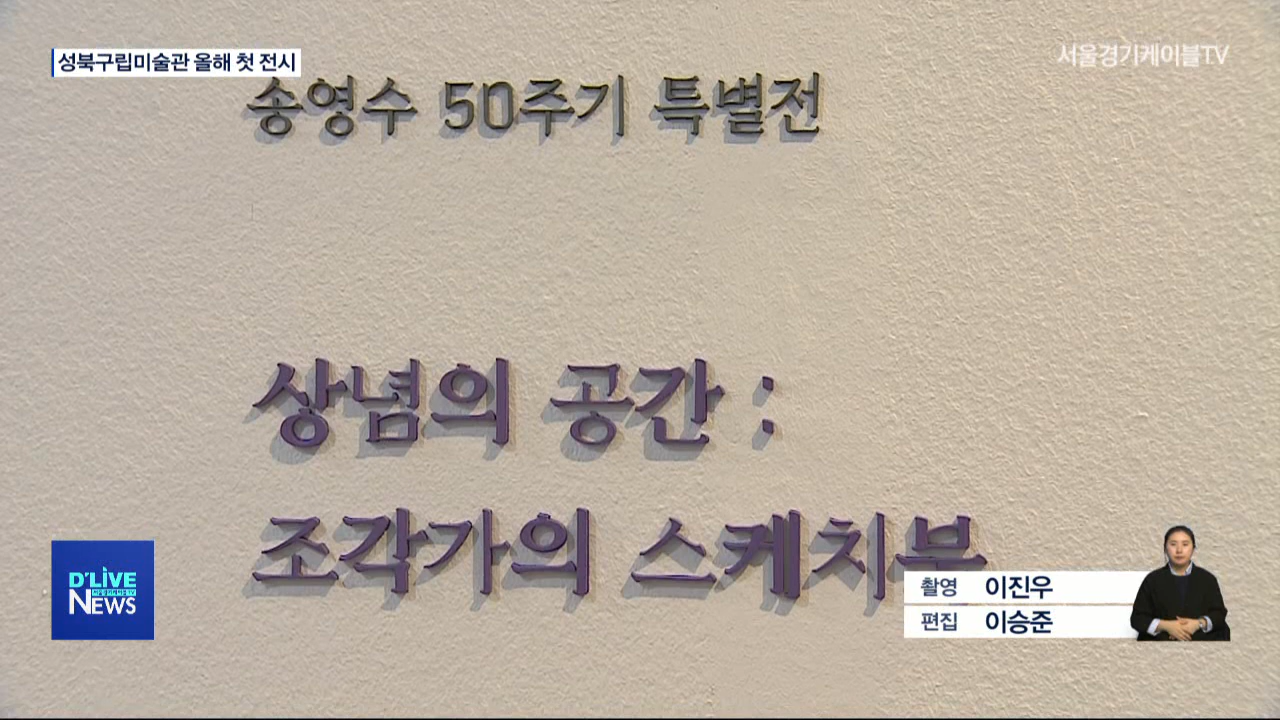 성북구립미술관 올해 첫 전시
서울경기케이블TV
송영수 50주기 특별전
상념의 공간 :
조각가의 스케치북
D'LIVE
NEWS
촬영 이진우
편집 이승준